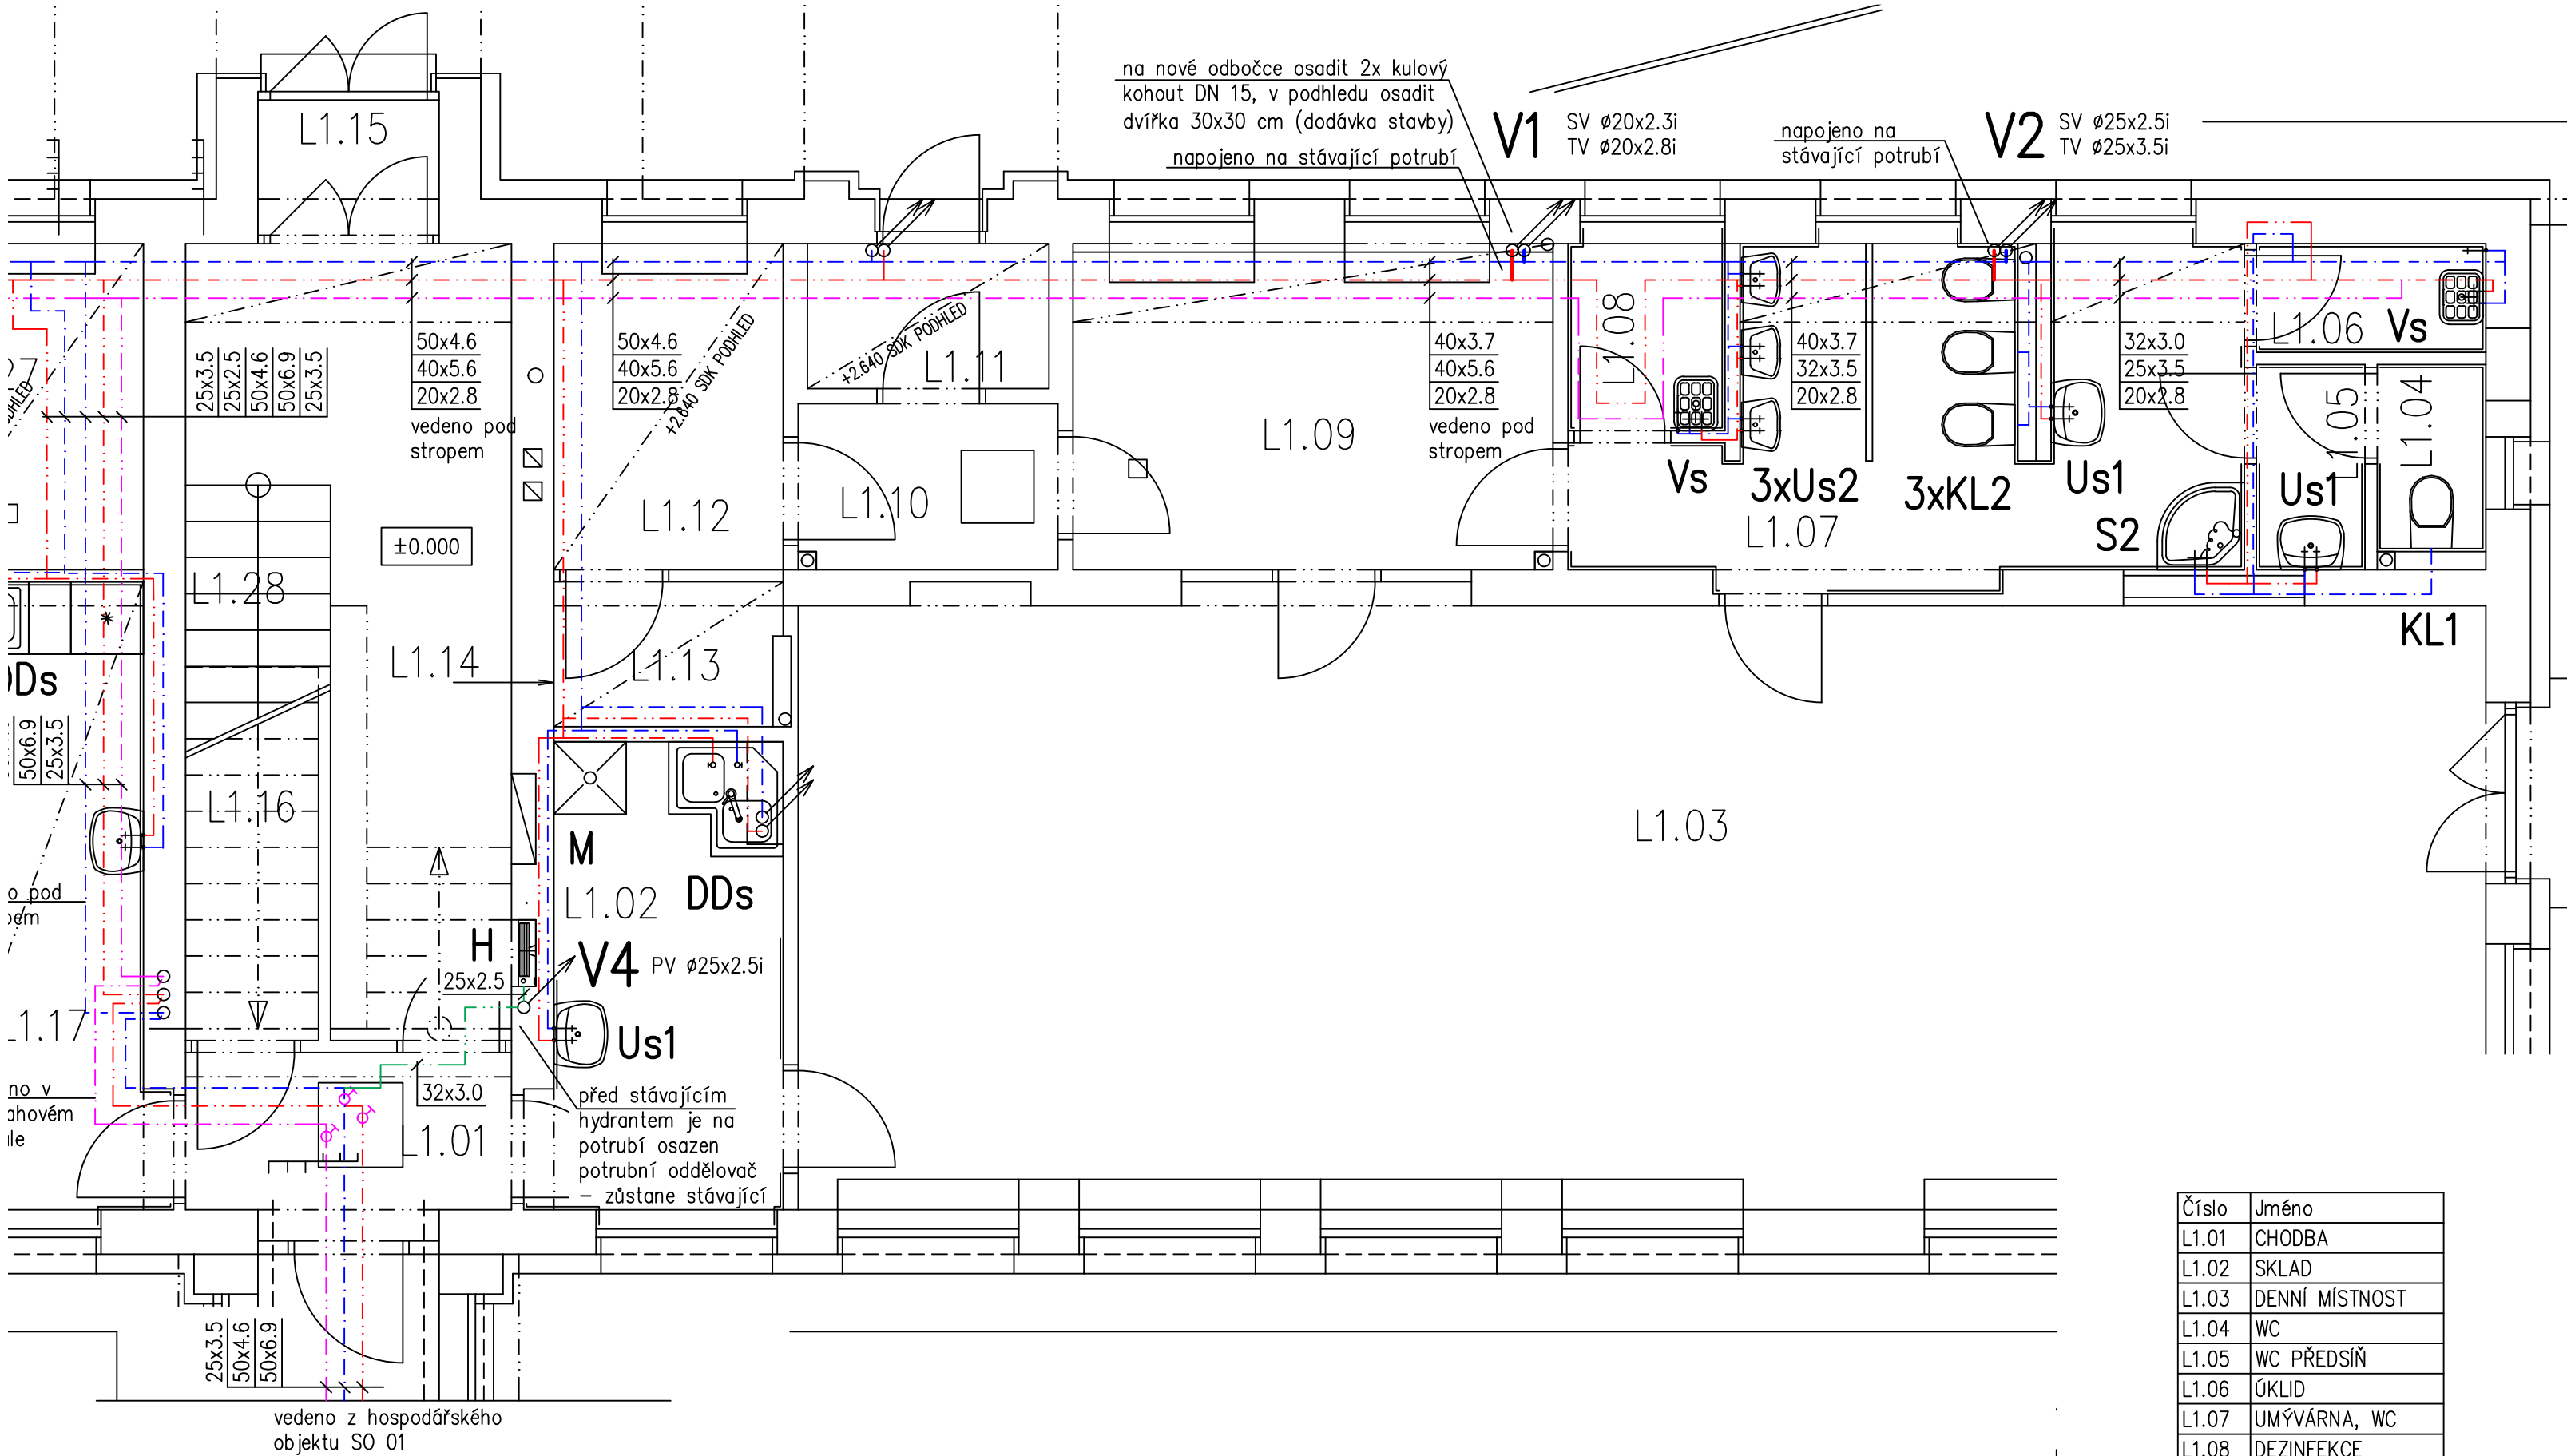 na nové odbočce osadit 2x kulový
kohout DN 15, v podhledu osadit
dvířka 30x30 cm (dodávka stavby)
napojeno na stávající potrubí
V1
SV ø20x2.3i
TV ø20x2.8i
napojeno na
stávající potrubí
V2
SV ø25x2.5i
TV ø25x3.5i
L1.15
25x3.5
25x2.5
50x4.6
50x6.9
25x3.5
50x4.6
40x5.6
20x2.8
vedeno pod
stropem
50x4.6
40x5.6
20x2.8
+2.640 SDK PODHLED
+2.640 SDK PODHLED
L1.11
40x3.7
40x5.6
20x2.8
vedeno pod
stropem
L1.08
40x3.7
32x3.5
20x2.8
32x3.0
25x3.5
20x2.8
L1.06
Vs
L1.05
L1.04
L1.12
L1.10
L1.09
Vs
3xUs2
L1.07
3xKL2
Us1
S2
Us1
KL1
±0.000
L1.28
L1.14
L1.13
DDs
50x6.9
25x3.5
L1.16
M
L1.02
DDs
L1.03
H
25x2.5
V4
PV ø25x2.5i
Us1
L1.17
32x3.0
L1.01
před stávajícím
hydrantem je na
potrubí osazen
potrubní oddělovač
– zůstane stávající
25x3.5
50x4.6
50x6.9
vedeno z hospodářského
objektu SO 01
Číslo Jméno
L1.01 CHODBA
L1.02 SKLAD
L1.03 DENNÍ MÍSTNOST
L1.04 WC
L1.05 WC PŘEDSÍŇ
L1.06 ÚKLID
L1.07 UMÝVÁRNA, WC
L1.08 DEZINFEKCE